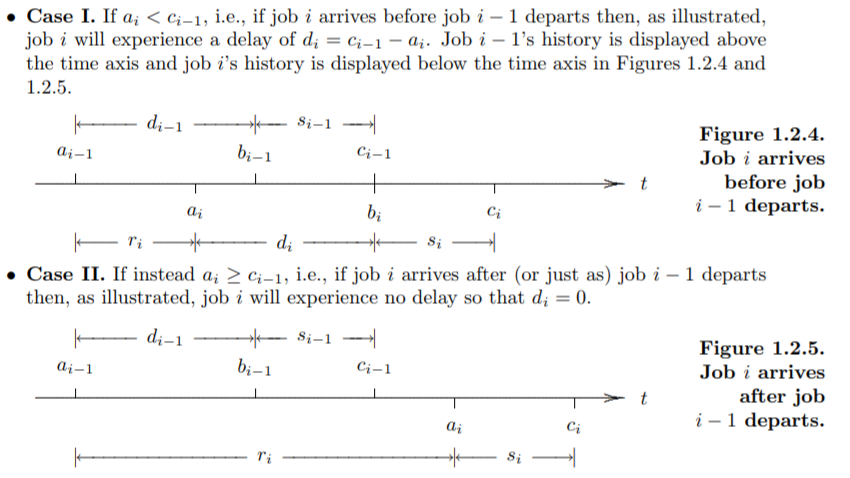 • Case I. If aᵢ < cᵢ₋₁, i.e., if job i arrives before job i − 1 departs then, as illustrated,
job i will experience a delay of dᵢ = cᵢ₋₁ − aᵢ. Job i − 1’s history is displayed above
the time axis and job i’s history is displayed below the time axis in Figures 1.2.4 and
1.2.5.
dᵢ₋₁ sᵢ₋₁
aᵢ₋₁ bᵢ₋₁ cᵢ₋₁
t
aᵢ bᵢ cᵢ
rᵢ dᵢ sᵢ
Figure 1.2.4.
Job i arrives
before job
i − 1 departs.
• Case II. If instead aᵢ ≥ cᵢ₋₁, i.e., if job i arrives after (or just as) job i − 1 departs
then, as illustrated, job i will experience no delay so that dᵢ = 0.
dᵢ₋₁ sᵢ₋₁
aᵢ₋₁ bᵢ₋₁ cᵢ₋₁
t
aᵢ cᵢ
rᵢ sᵢ
Figure 1.2.5.
Job i arrives
after job
i − 1 departs.